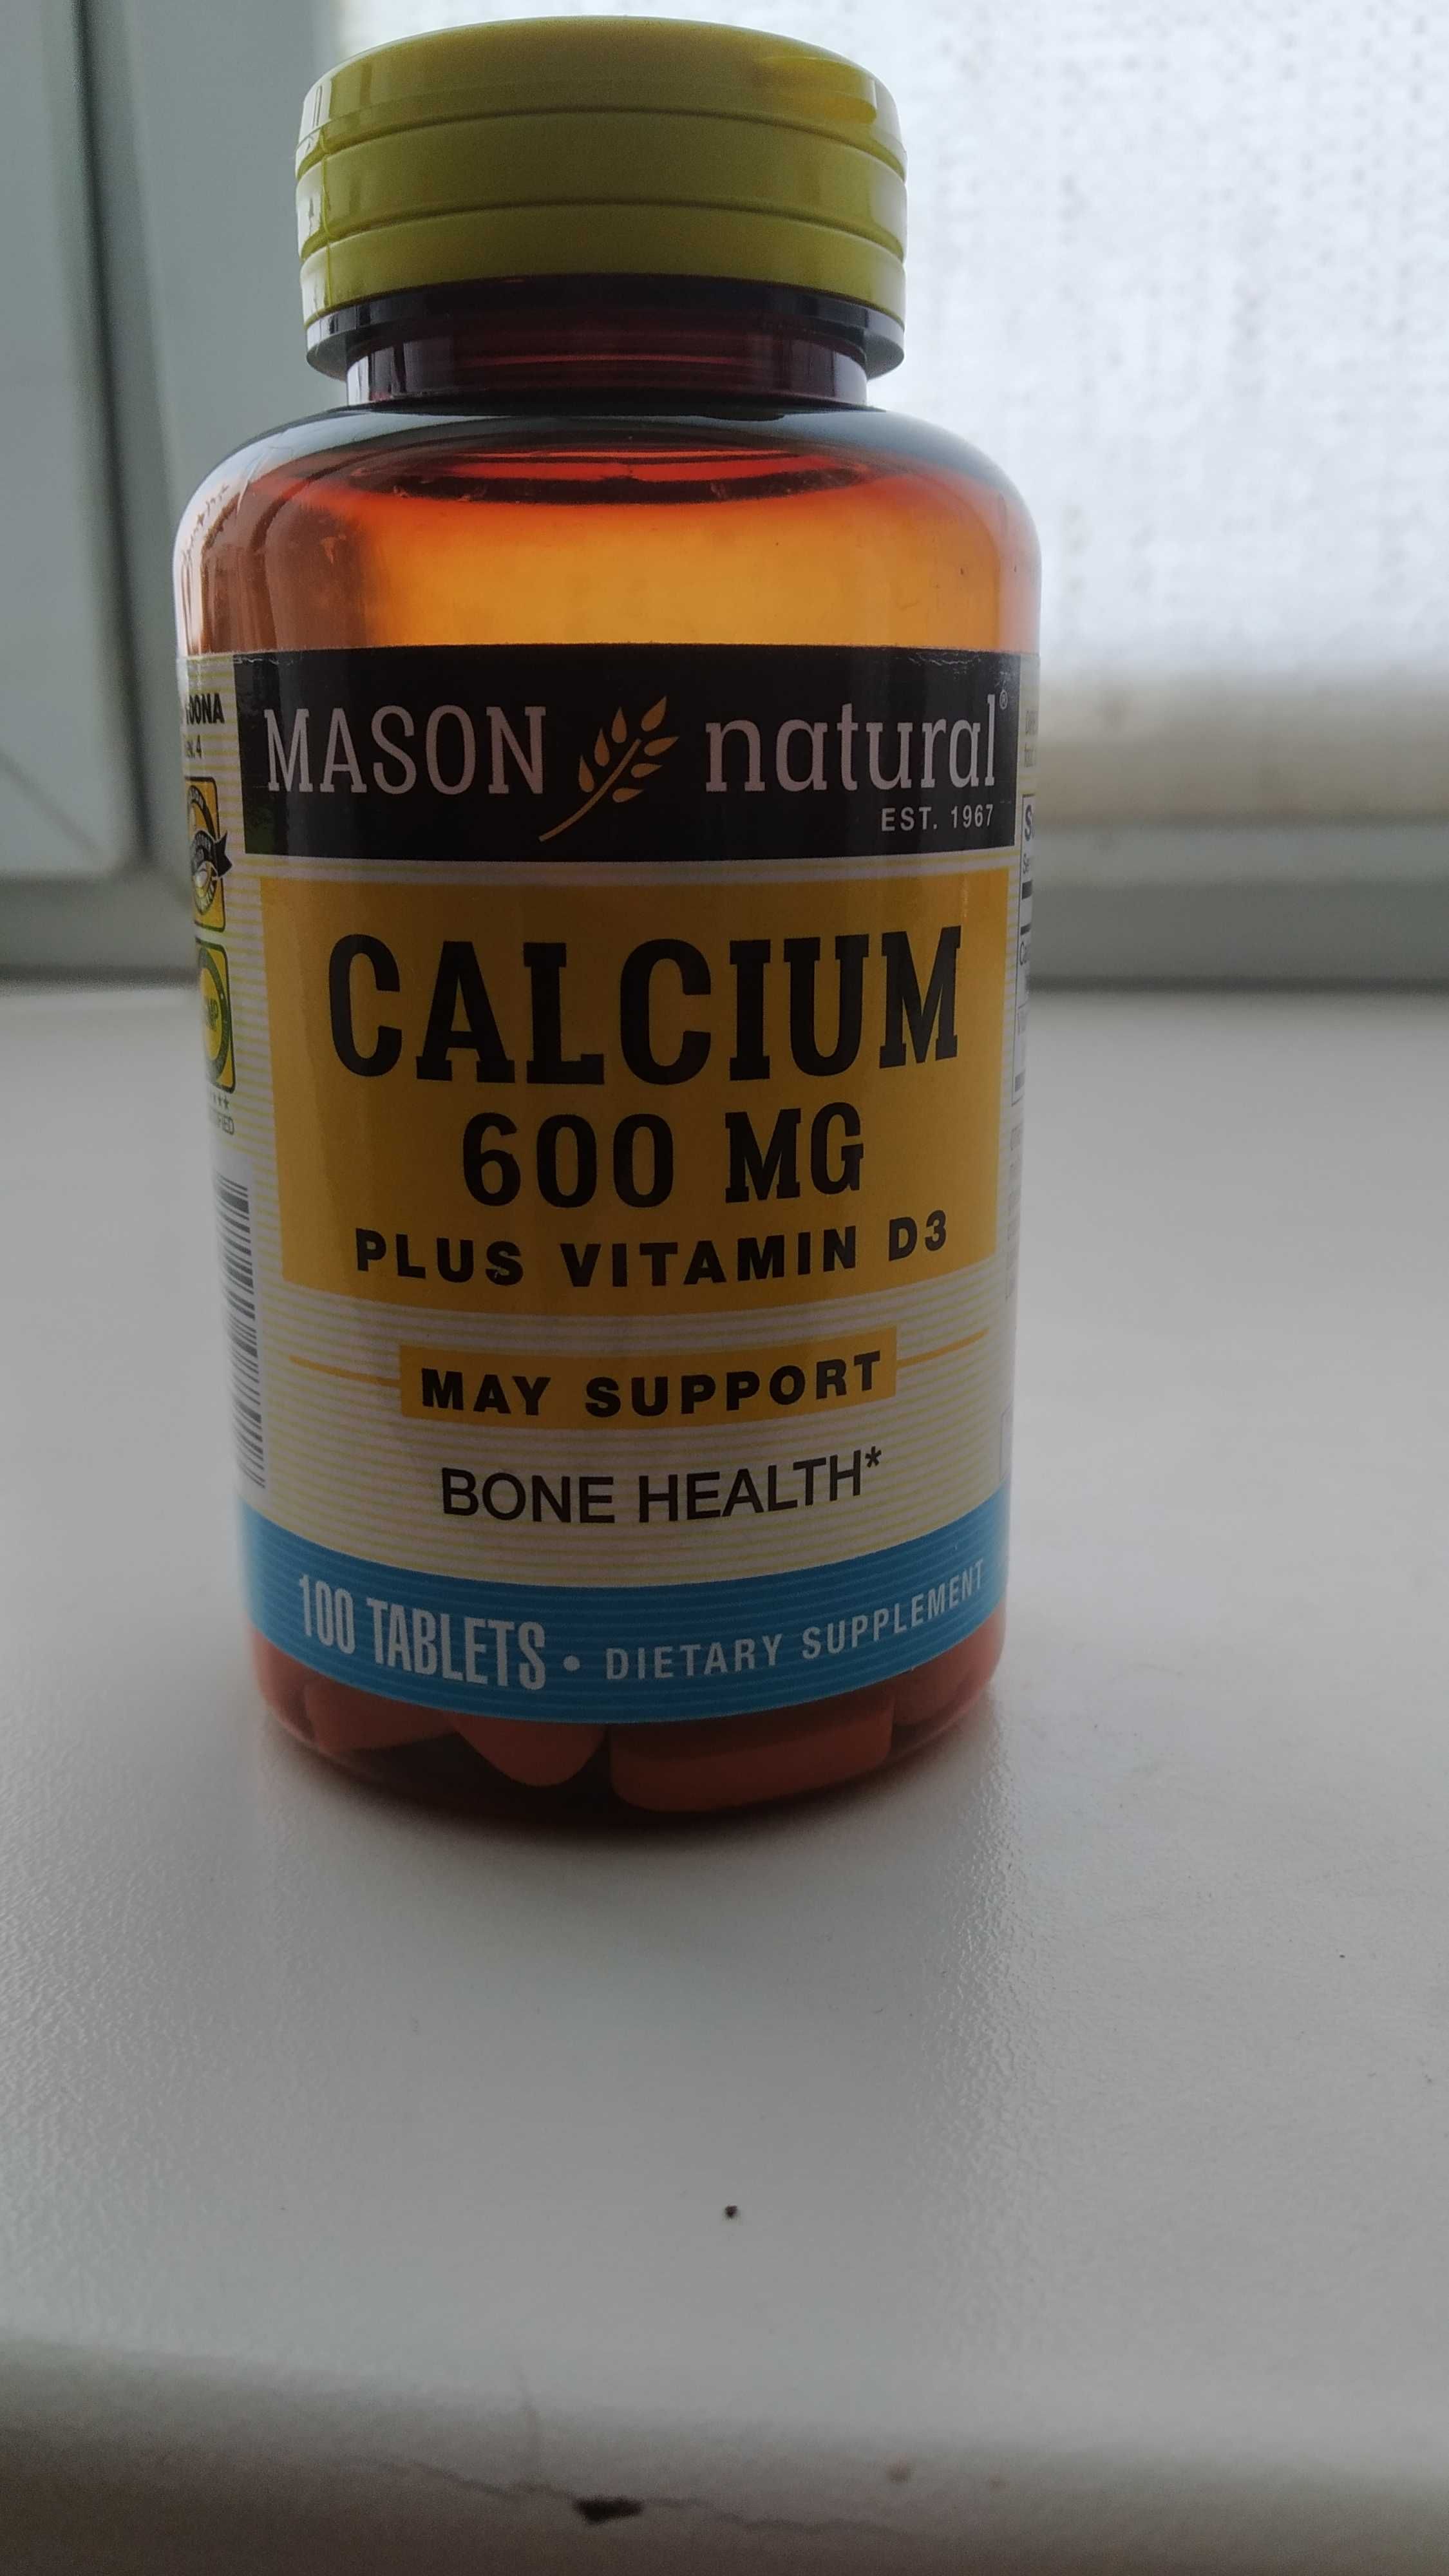 MASON natural®
EST. 1967
CALCIUM
600 MG
PLUS VITAMIN D3
MAY SUPPORT
BONE HEALTH*
100 TABLETS • DIETARY SUPPLEMENT